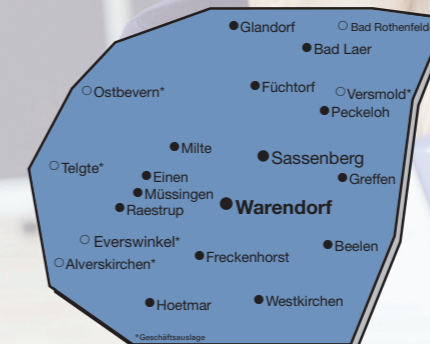 Glandorf
Bad Rothenfelde
Bad Laer
Ostbevern*
Füchtorf
Versmold*
Peckeloh
Milte
Sassenberg
Telgte*
Einen
Greffen
Müssingen
Raestrup
Warendorf
Everswinkel*
Beelen
Freckenhorst
Alverskirchen*
Hoetmar
Westkirchen
*Geschäftsauslage